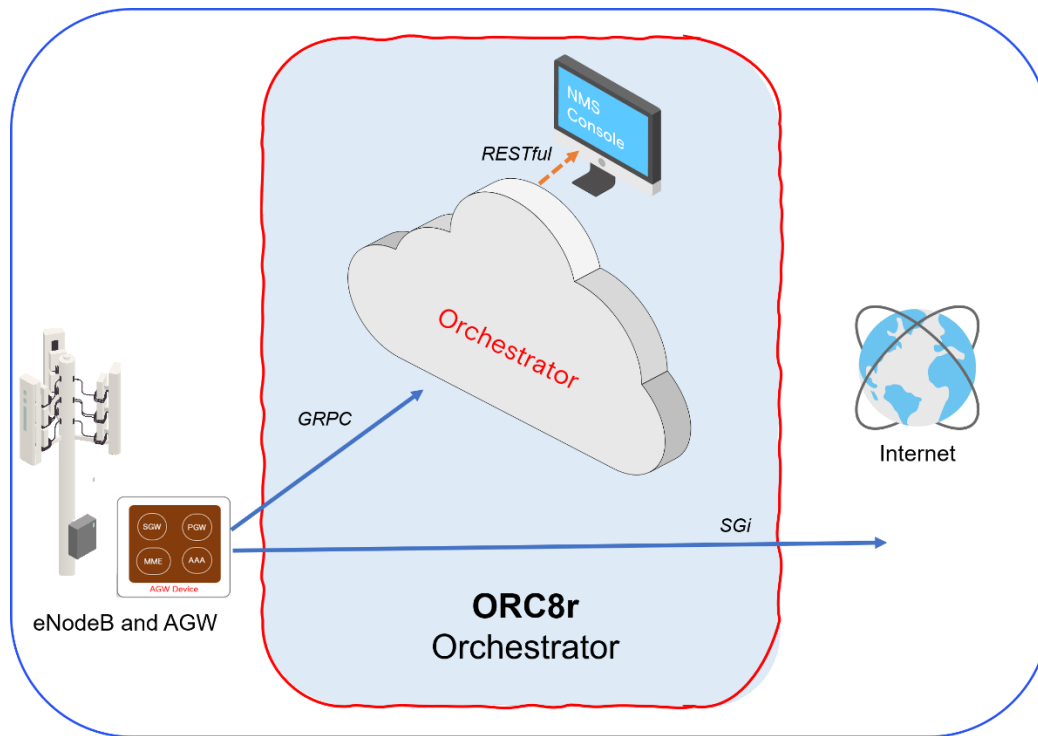 NMS
Console
RESTful
Orchestrator
GRPC
Internet
SGi
SGW
PGW
MME
AAA
AGW Device
eNodeB and AGW
ORC8r
Orchestrator